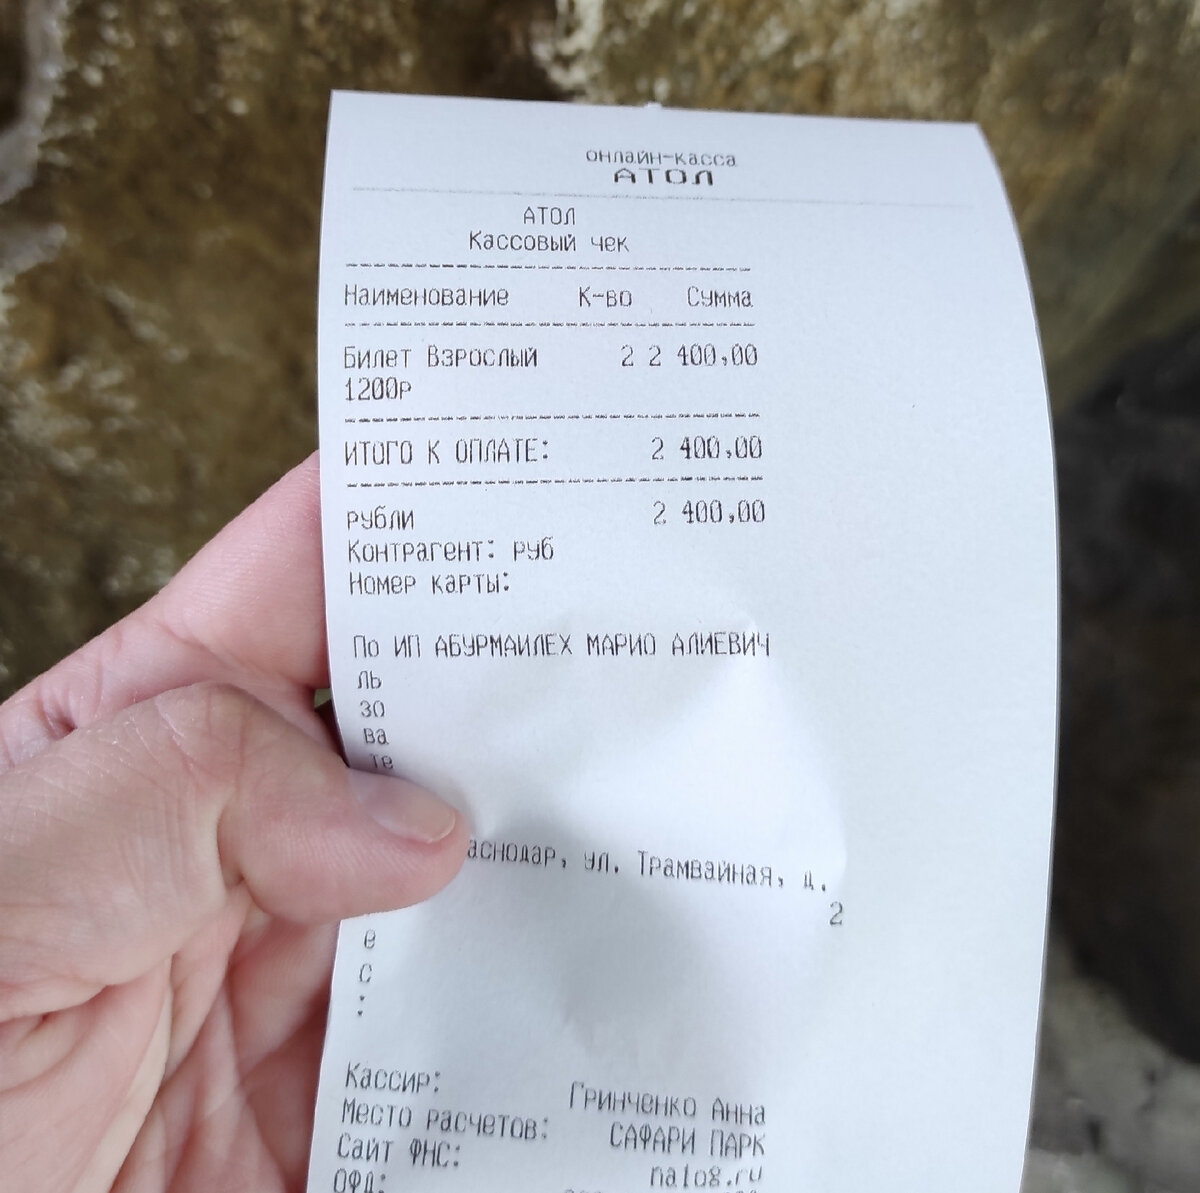 онлайн-касса
АТОЛ
АТОЛ
Кассовый чек
Наименование К-во Сумма
Билет Взрослый 2 2 400,00
1200р
ИТОГО К ОПЛАТЕ: 2 400,00
рубли 2 400,00
Контрагент: руб
Номер карты:
По ИП АБУРМАИЛЕХ МАРИО АЛИЕВИЧ
ль
зо
ва
те
аснодар, ул. Трамвайная, д.
2
е
с
:
Кассир: Гринченко Анна
Место расчетов: САФАРИ ПАРК
Сайт ФНС: nalog.ru
ОФД: